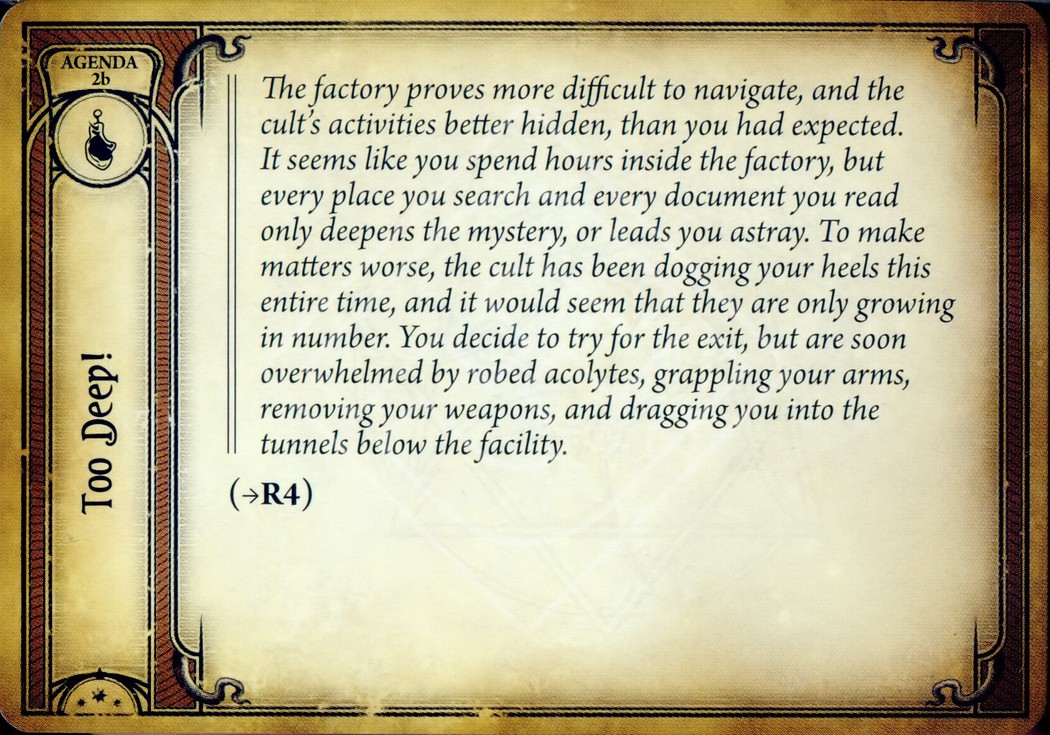 AGENDA
2b
Too Deep!
The factory proves more difficult to navigate, and the
cult's activities better hidden, than you had expected.
It seems like you spend hours inside the factory, but
every place you search and every document you read
only deepens the mystery, or leads you astray. To make
matters worse, the cult has been dogging your heels this
entire time, and it would seem that they are only growing
in number. You decide to try for the exit, but are soon
overwhelmed by robed acolytes, grappling your arms,
removing your weapons, and dragging you into the
tunnels below the facility.
(→R4)